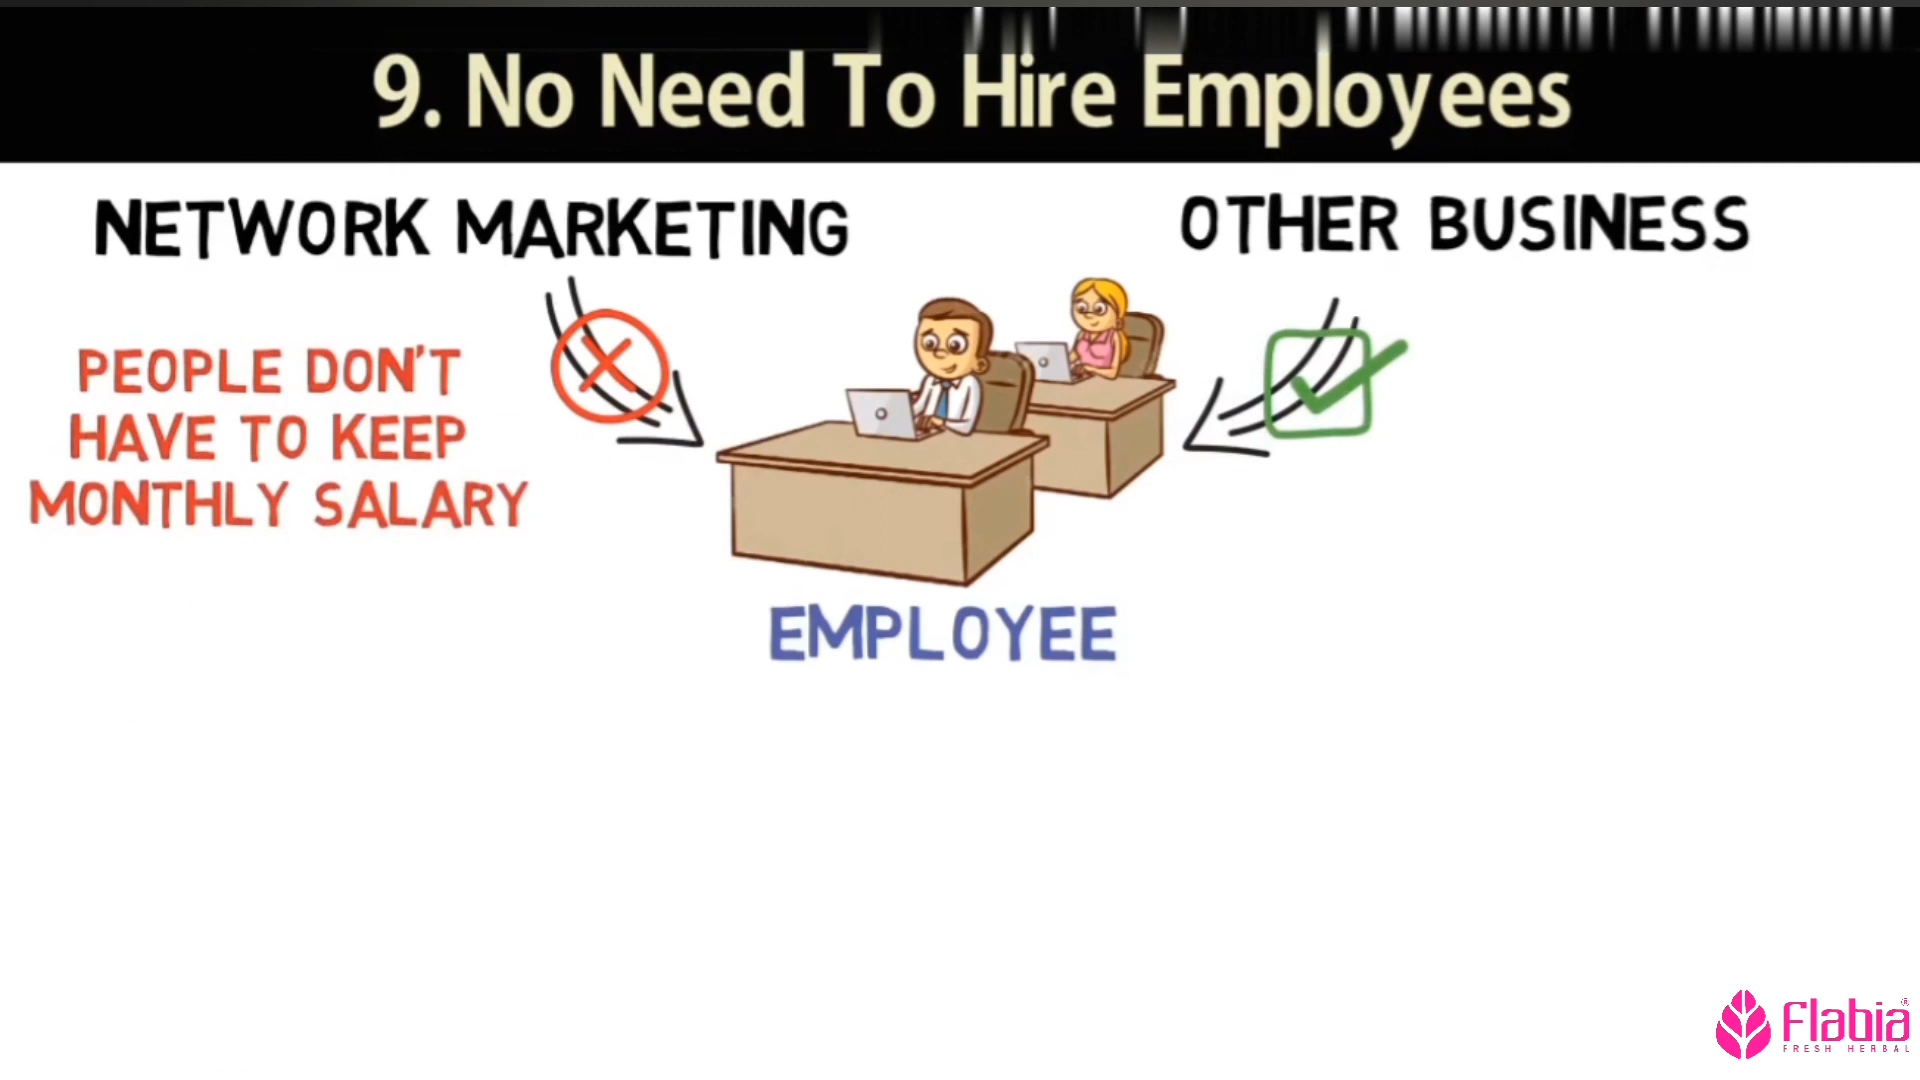 9. No Need To Hire Employees
NETWORK MARKETING
OTHER BUSINESS
PEOPLE DON'T
HAVE TO KEEP
MONTHLY SALARY
EMPLOYEE
Flabia®
FRESH HERBAL